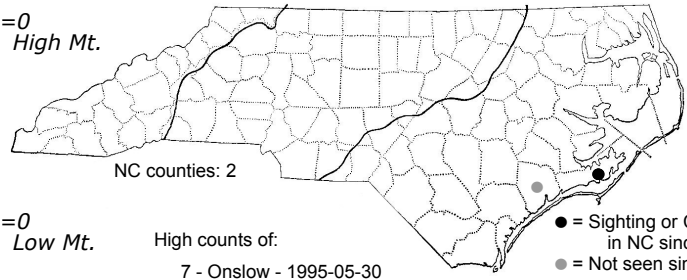 =0
High Mt.
NC counties: 2
=0
Low Mt.
High counts of:
7 - Onslow - 1995-05-30
● = Sighting or
in NC sinc
● = Not seen sin